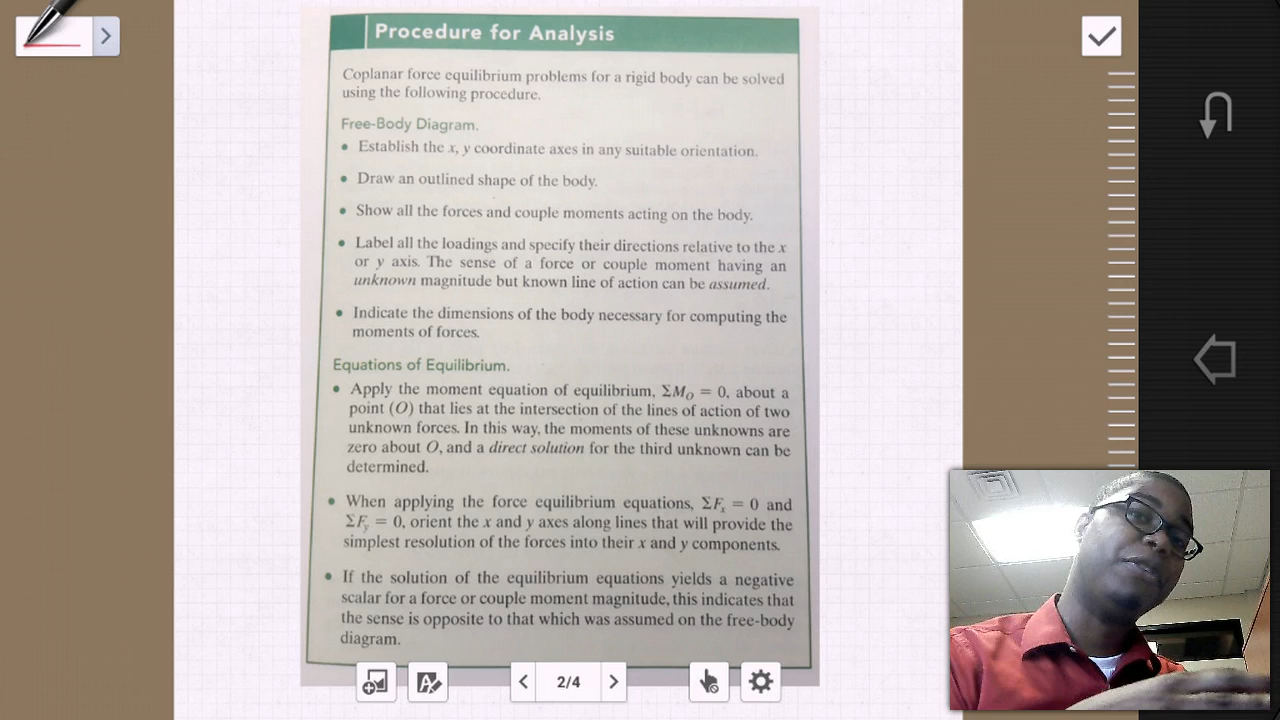 Procedure for Analysis
Coplanar force equilibrium problems for a rigid body can be solved
using the following procedure.
Free-Body Diagram.
• Establish the x, y coordinate axes in any suitable orientation.
• Draw an outlined shape of the body.
• Show all the forces and couple moments acting on the body.
• Label all the loadings and specify their directions relative to the x
or y axis. The sense of a force or couple moment having an
unknown magnitude but known line of action can be assumed.
• Indicate the dimensions of the body necessary for computing the
moments of forces.
Equations of Equilibrium.
• Apply the moment equation of equilibrium, ΣM_O = 0, about a
point (O) that lies at the intersection of the lines of action of two
unknown forces. In this way, the moments of these unknowns are
zero about O, and a direct solution for the third unknown can be
determined.
• When applying the force equilibrium equations, ΣF_x = 0 and
ΣF_y = 0, orient the x and y axes along lines that will provide the
simplest resolution of the forces into their x and y components.
• If the solution of the equilibrium equations yields a negative
scalar for a force or couple moment magnitude, this indicates that
the sense is opposite to that which was assumed on the free-body
diagram.
2/4